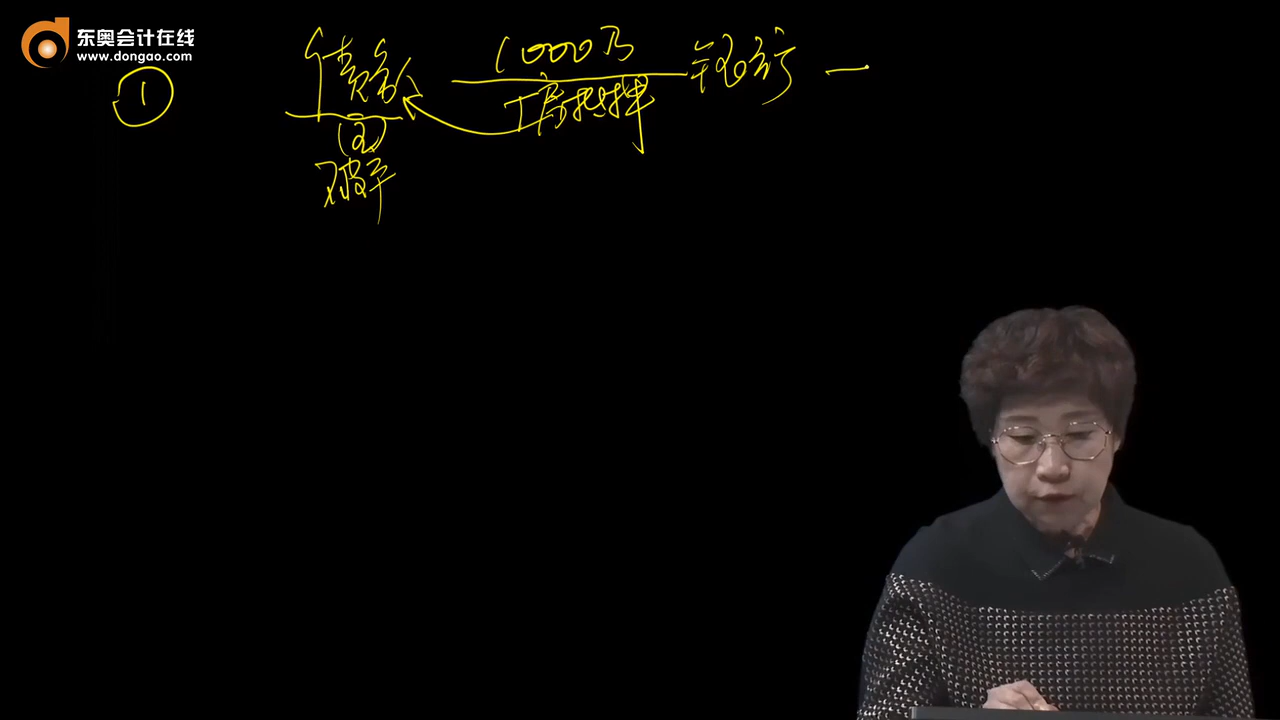 东奥会计在线
www.dongao.com
① 债务人 1000万 银行 一
厂房抵押
破产